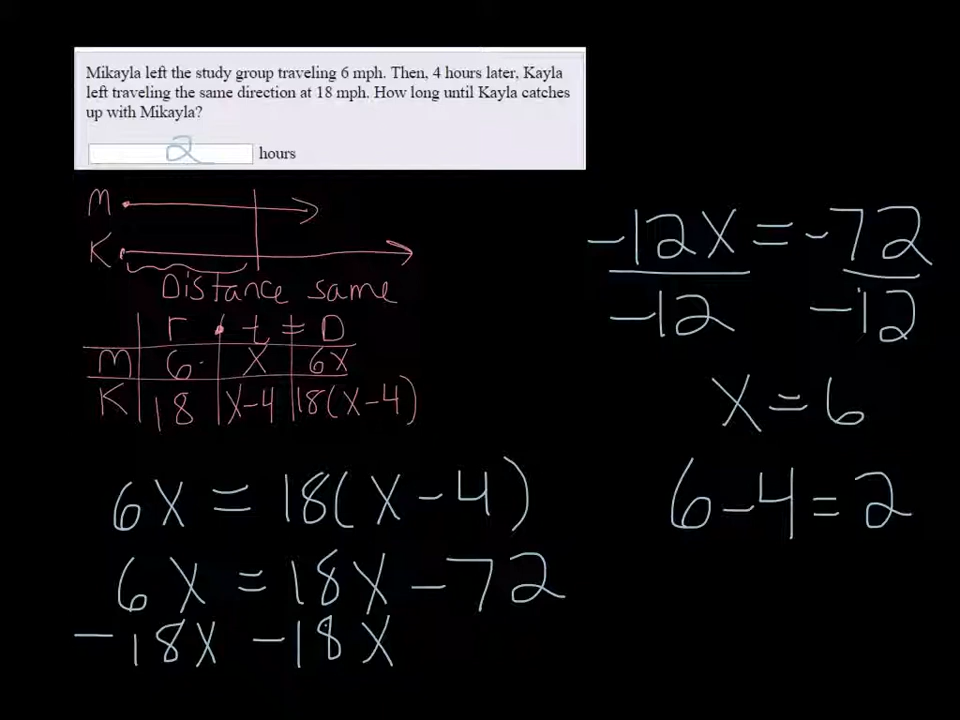 Mikayla left the study group traveling 6 mph. Then, 4 hours later, Kayla
left traveling the same direction at 18 mph. How long until Kayla catches
up with Mikayla?
2 hours
M
K
Distance same
r • t = D
M 6 X 6X
K 18 X-4 18(X-4)
6X = 18(X-4)
6X = 18X-72
-18X -18X
-12X = -72
-12 -12
X = 6
6-4=2